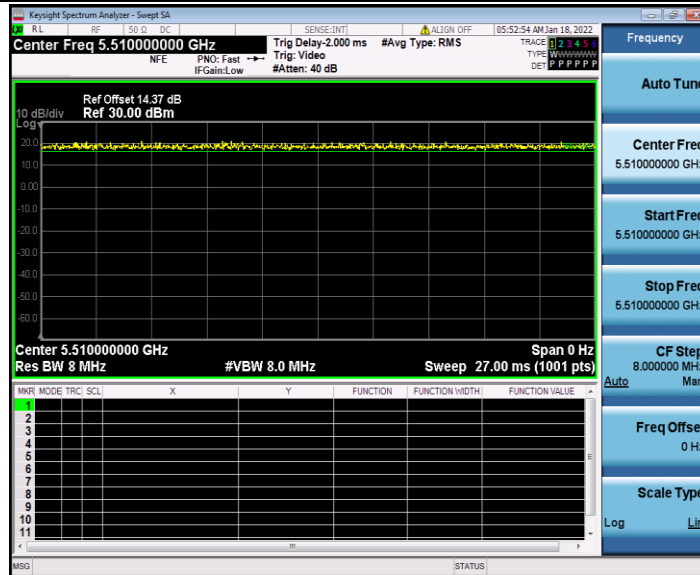 Keysight Spectrum Analyzer - Swept SA
LXI RL RF 50 Ω DC SENSE:INT ALIGN OFF 05:52:54 AM Jan 18, 2022
Center Freq 5.510000000 GHz
NFE
PNO: Fast
IFGain:Low
Trig Delay-2.000 ms
Trig: Video
#Atten: 40 dB
#Avg Type: RMS
TRACE 1 2 3 4 5 6
TYPE WWWWWW
DET P P P P P P
Ref Offset 14.37 dB
10 dB/div Ref 30.00 dBm
Log
20.0
10.0
0.00
-10.0
-20.0
-30.0
-40.0
-50.0
-60.0
Center 5.510000000 GHz Span 0 Hz
Res BW 8 MHz #VBW 8.0 MHz Sweep 27.00 ms (1001 pts)
MKR MODE TRC SCL X Y FUNCTION FUNCTION WIDTH FUNCTION VALUE
1
2
3
4
5
6
7
8
9
10
11
MSG STATUS
Frequency
Auto Tune
Center Freq
5.510000000 GHz
Start Freq
5.510000000 GHz
Stop Freq
5.510000000 GHz
CF Step
8.000000 MHz
Auto Man
Freq Offset
0 Hz
Scale Type
Log Lin